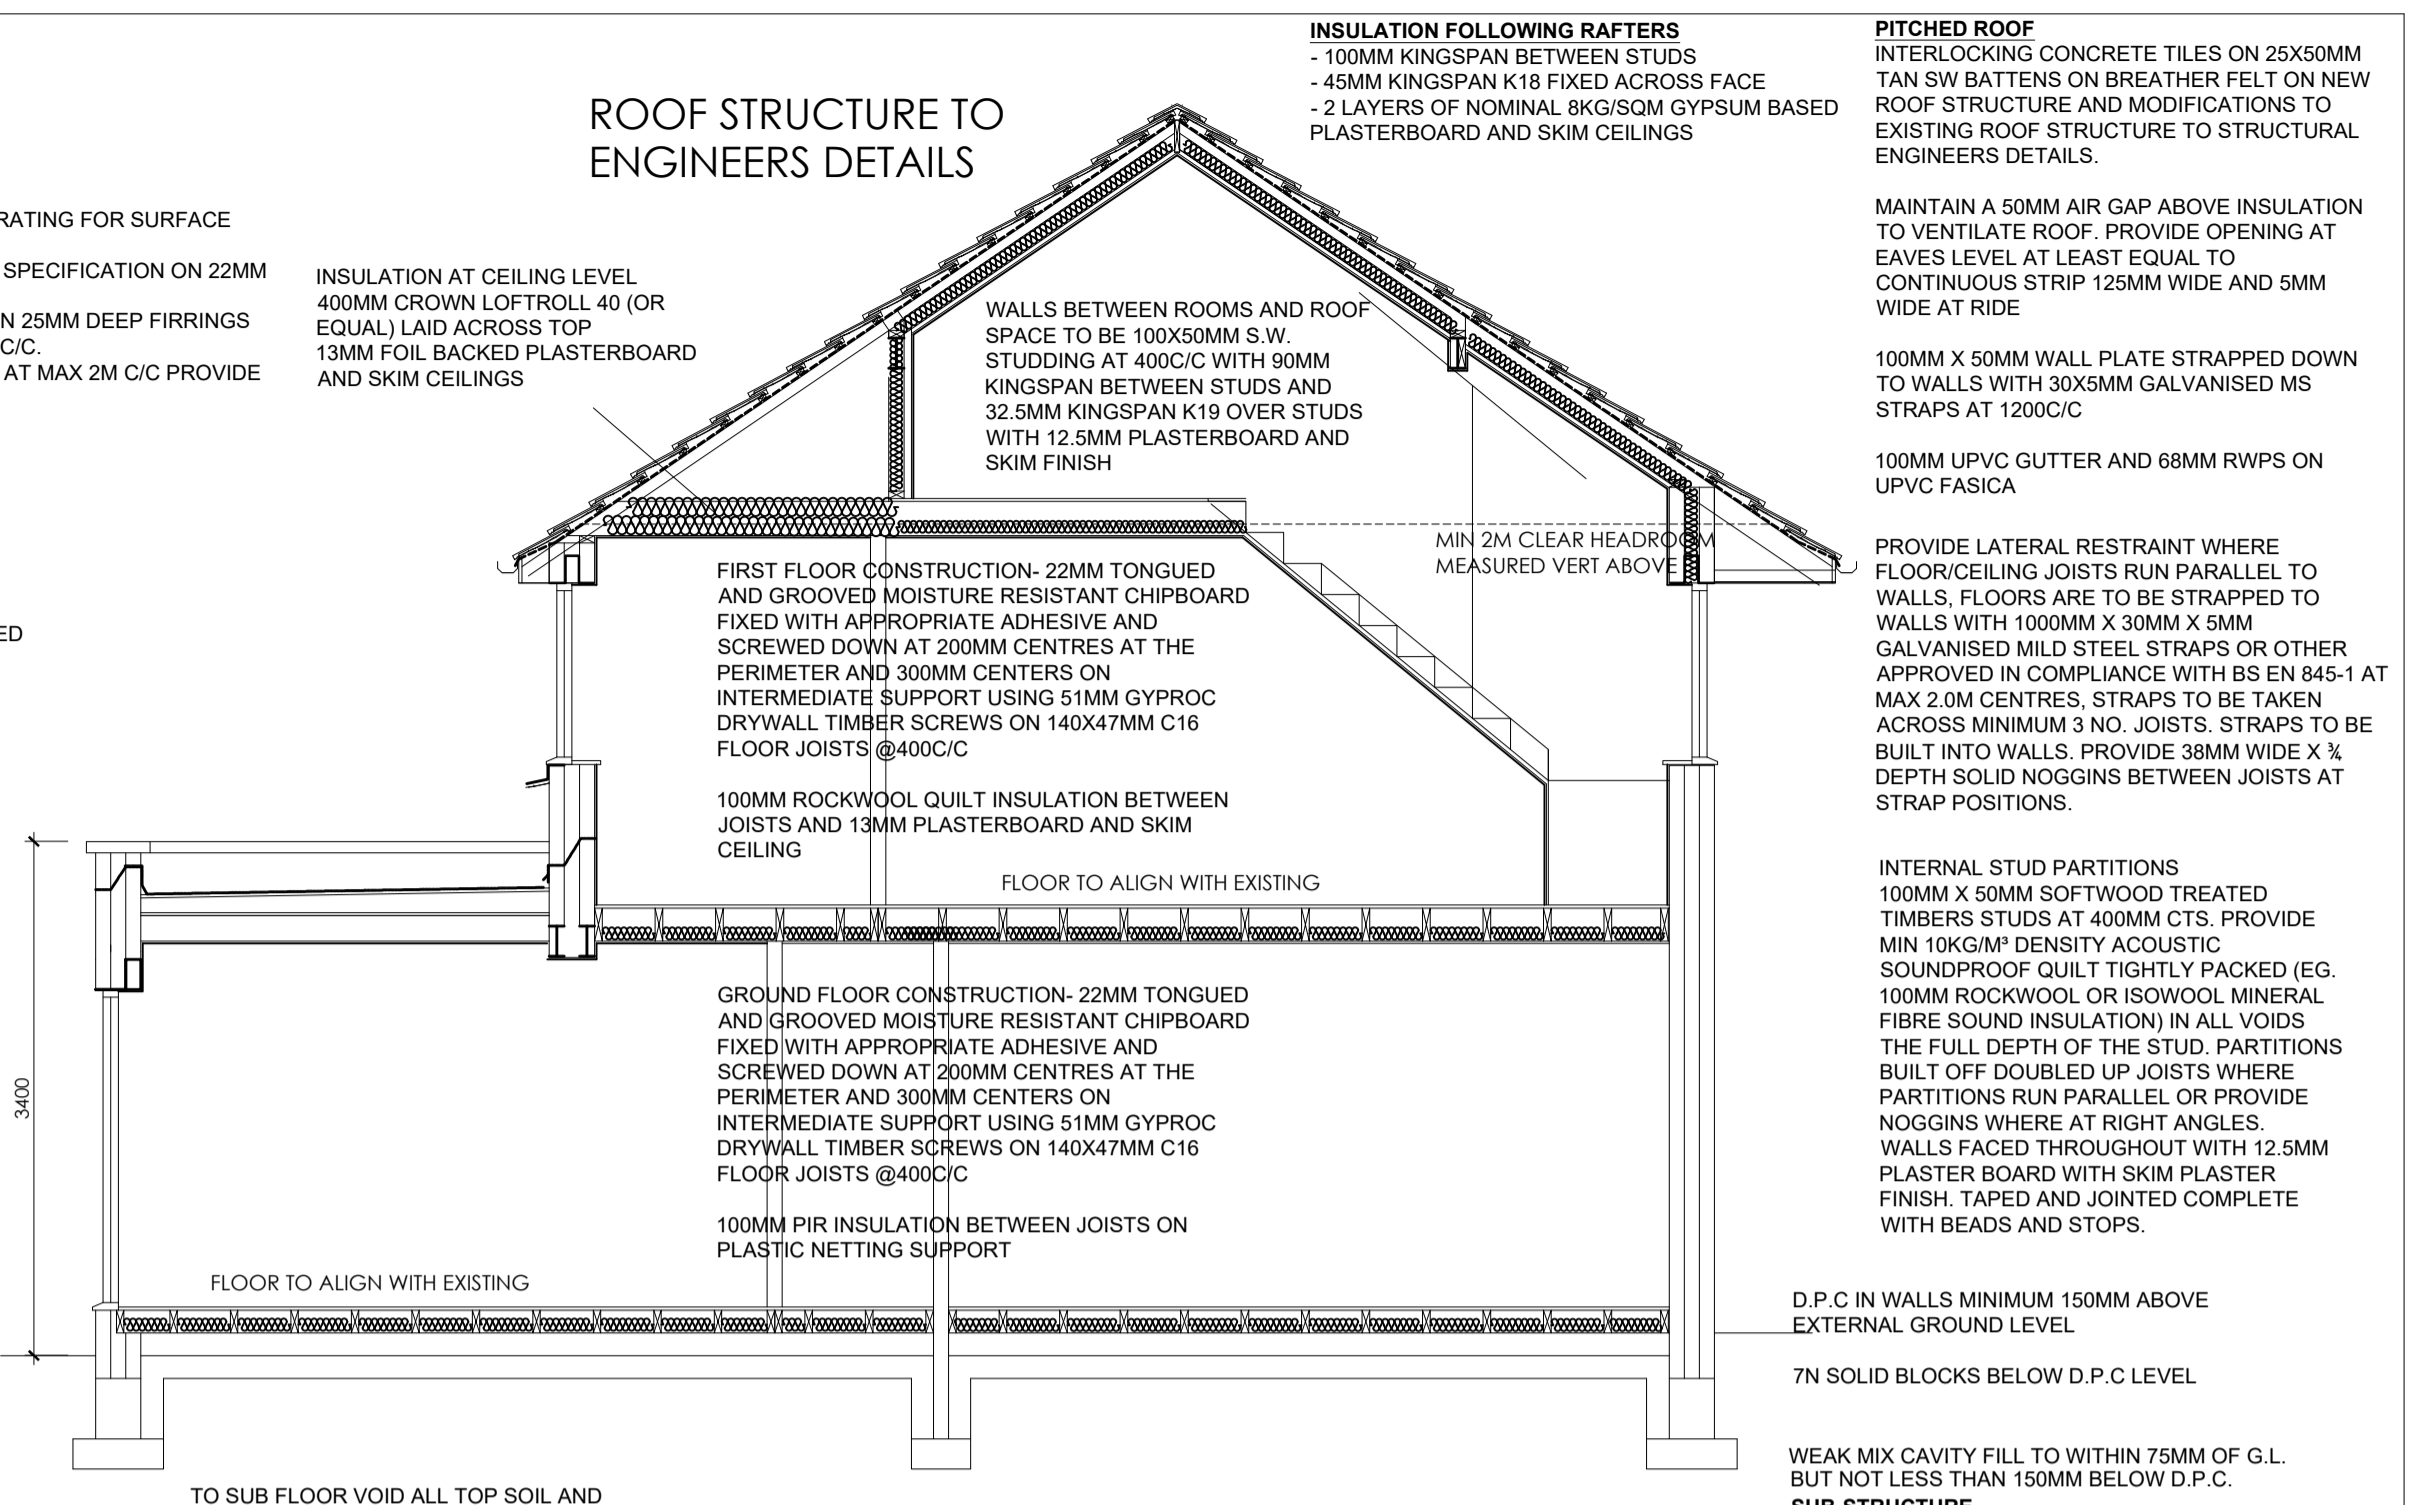 INSULATION FOLLOWING RAFTERS
- 100MM KINGSPAN BETWEEN STUDS
- 45MM KINGSPAN K18 FIXED ACROSS FACE
- 2 LAYERS OF NOMINAL 8KG/SQM GYPSUM BASED
PLASTERBOARD AND SKIM CEILINGS
PITCHED ROOF
INTERLOCKING CONCRETE TILES ON 25X50MM
TAN SW BATTENS ON BREATHER FELT ON NEW
ROOF STRUCTURE AND MODIFICATIONS TO
EXISTING ROOF STRUCTURE TO STRUCTURAL
ENGINEERS DETAILS.
MAINTAIN A 50MM AIR GAP ABOVE INSULATION
TO VENTILATE ROOF. PROVIDE OPENING AT
EAVES LEVEL AT LEAST EQUAL TO
CONTINUOUS STRIP 125MM WIDE AND 5MM
WIDE AT RIDE
100MM X 50MM WALL PLATE STRAPPED DOWN
TO WALLS WITH 30X5MM GALVANISED MS
STRAPS AT 1200C/C
100MM UPVC GUTTER AND 68MM RWPS ON
UPVC FASICA
PROVIDE LATERAL RESTRAINT WHERE
FLOOR/CEILING JOISTS RUN PARALLEL TO
WALLS, FLOORS ARE TO BE STRAPPED TO
WALLS WITH 1000MM X 30MM X 5MM
GALVANISED MILD STEEL STRAPS OR OTHER
APPROVED IN COMPLIANCE WITH BS EN 845-1 AT
MAX 2.0M CENTRES, STRAPS TO BE TAKEN
ACROSS MINIMUM 3 NO. JOISTS. STRAPS TO BE
BUILT INTO WALLS. PROVIDE 38MM WIDE X ¾
DEPTH SOLID NOGGINS BETWEEN JOISTS AT
STRAP POSITIONS.
INTERNAL STUD PARTITIONS
100MM X 50MM SOFTWOOD TREATED
TIMBERS STUDS AT 400MM CTS. PROVIDE
MIN 10KG/M³ DENSITY ACOUSTIC
SOUNDPROOF QUILT TIGHTLY PACKED (EG.
100MM ROCKWOOL OR ISOWOOL MINERAL
FIBRE SOUND INSULATION) IN ALL VOIDS
THE FULL DEPTH OF THE STUD. PARTITIONS
BUILT OFF DOUBLED UP JOISTS WHERE
PARTITIONS RUN PARALLEL OR PROVIDE
NOGGINS WHERE AT RIGHT ANGLES.
WALLS FACED THROUGHOUT WITH 12.5MM
PLASTER BOARD WITH SKIM PLASTER
FINISH. TAPED AND JOINTED COMPLETE
WITH BEADS AND STOPS.
D.P.C IN WALLS MINIMUM 150MM ABOVE
EXTERNAL GROUND LEVEL
7N SOLID BLOCKS BELOW D.P.C LEVEL
WEAK MIX CAVITY FILL TO WITHIN 75MM OF G.L.
BUT NOT LESS THAN 150MM BELOW D.P.C.
SUB STRUCTURE
ROOF STRUCTURE TO
ENGINEERS DETAILS
RATING FOR SURFACE
SPECIFICATION ON 22MM
N 25MM DEEP FIRRINGS
C/C.
AT MAX 2M C/C PROVIDE
ED
INSULATION AT CEILING LEVEL
400MM CROWN LOFTROLL 40 (OR
EQUAL) LAID ACROSS TOP
13MM FOIL BACKED PLASTERBOARD
AND SKIM CEILINGS
WALLS BETWEEN ROOMS AND ROOF
SPACE TO BE 100X50MM S.W.
STUDDING AT 400C/C WITH 90MM
KINGSPAN BETWEEN STUDS AND
32.5MM KINGSPAN K19 OVER STUDS
WITH 12.5MM PLASTERBOARD AND
SKIM FINISH
MIN 2M CLEAR HEADROOM
MEASURED VERT ABOVE
FIRST FLOOR CONSTRUCTION- 22MM TONGUED
AND GROOVED MOISTURE RESISTANT CHIPBOARD
FIXED WITH APPROPRIATE ADHESIVE AND
SCREWED DOWN AT 200MM CENTRES AT THE
PERIMETER AND 300MM CENTERS ON
INTERMEDIATE SUPPORT USING 51MM GYPROC
DRYWALL TIMBER SCREWS ON 140X47MM C16
FLOOR JOISTS @400C/C
100MM ROCKWOOL QUILT INSULATION BETWEEN
JOISTS AND 13MM PLASTERBOARD AND SKIM
CEILING
FLOOR TO ALIGN WITH EXISTING
GROUND FLOOR CONSTRUCTION- 22MM TONGUED
AND GROOVED MOISTURE RESISTANT CHIPBOARD
FIXED WITH APPROPRIATE ADHESIVE AND
SCREWED DOWN AT 200MM CENTRES AT THE
PERIMETER AND 300MM CENTERS ON
INTERMEDIATE SUPPORT USING 51MM GYPROC
DRYWALL TIMBER SCREWS ON 140X47MM C16
FLOOR JOISTS @400C/C
100MM PIR INSULATION BETWEEN JOISTS ON
PLASTIC NETTING SUPPORT
3400
FLOOR TO ALIGN WITH EXISTING
TO SUB FLOOR VOID ALL TOP SOIL AND